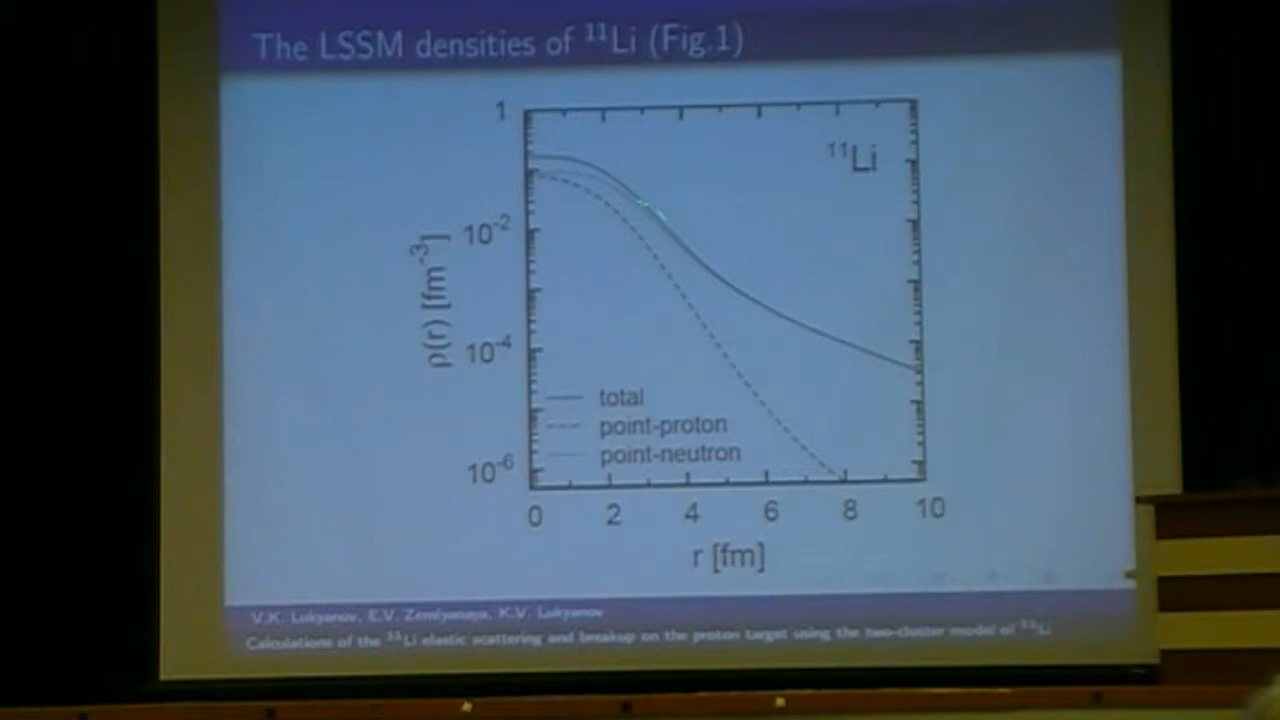 The LSSM densities of ¹¹Li (Fig.1)
1
¹¹Li
10⁻²
ρ(r) [fm⁻³]
10⁻⁴
total
point-proton
point-neutron
10⁻⁶
0 2 4 6 8 10
r [fm]
V.K. Lukyanov, E.V. Zemlyanaya, K.V. Lukyanov
Calculations of the ¹¹Li elastic scattering and breakup on the proton target using the two-cluster model of ¹¹Li